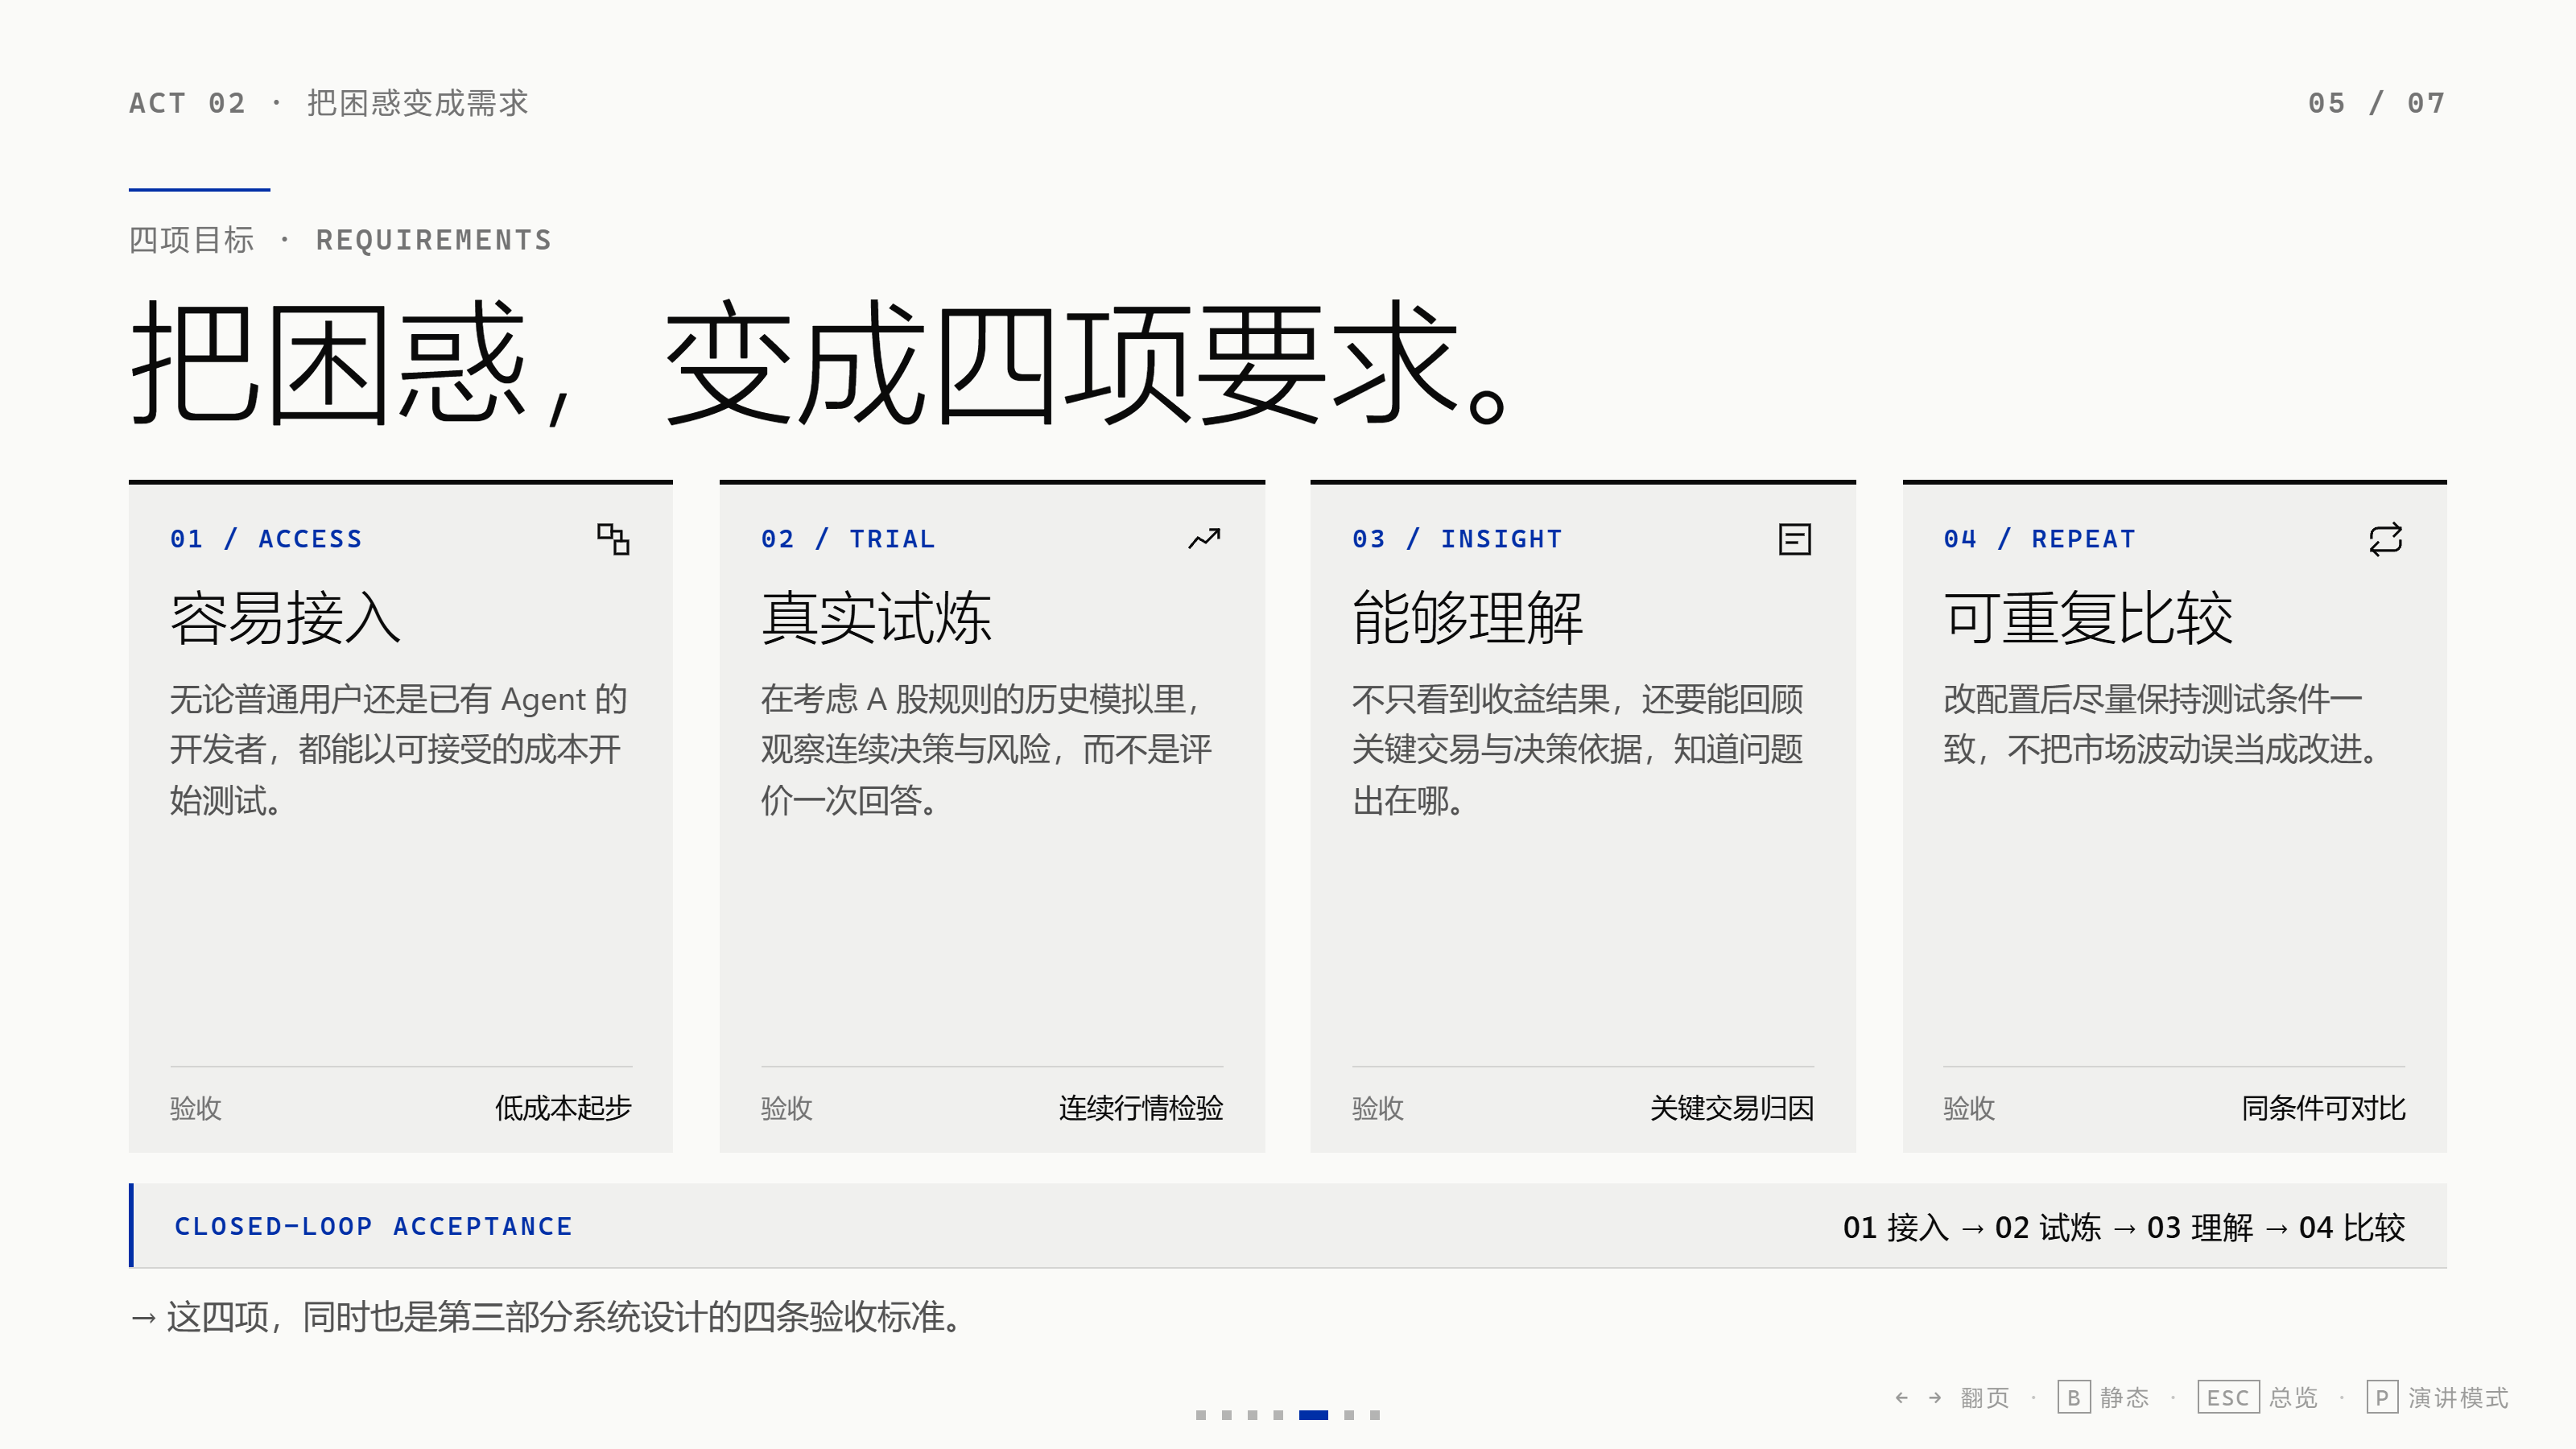 ACT 02 · 把困惑变成需求
05 / 07
四项目标 · REQUIREMENTS
把困惑，变成四项要求。
01 / ACCESS
容易接入
无论普通用户还是已有 Agent 的
开发者，都能以可接受的成本开
始测试。
验收 低成本起步
02 / TRIAL
真实试炼
在考虑 A 股规则的历史模拟里，
观察连续决策与风险，而不是评
价一次回答。
验收 连续行情检验
03 / INSIGHT
能够理解
不只看到收益结果，还要能回顾
关键交易与决策依据，知道问题
出在哪。
验收 关键交易归因
04 / REPEAT
可重复比较
改配置后尽量保持测试条件一
致，不把市场波动误当成改进。
验收 同条件可对比
CLOSED-LOOP ACCEPTANCE
01 接入 → 02 试炼 → 03 理解 → 04 比较
→ 这四项，同时也是第三部分系统设计的四条验收标准。
← → 翻页 · B 静态 · ESC 总览 · P 演讲模式